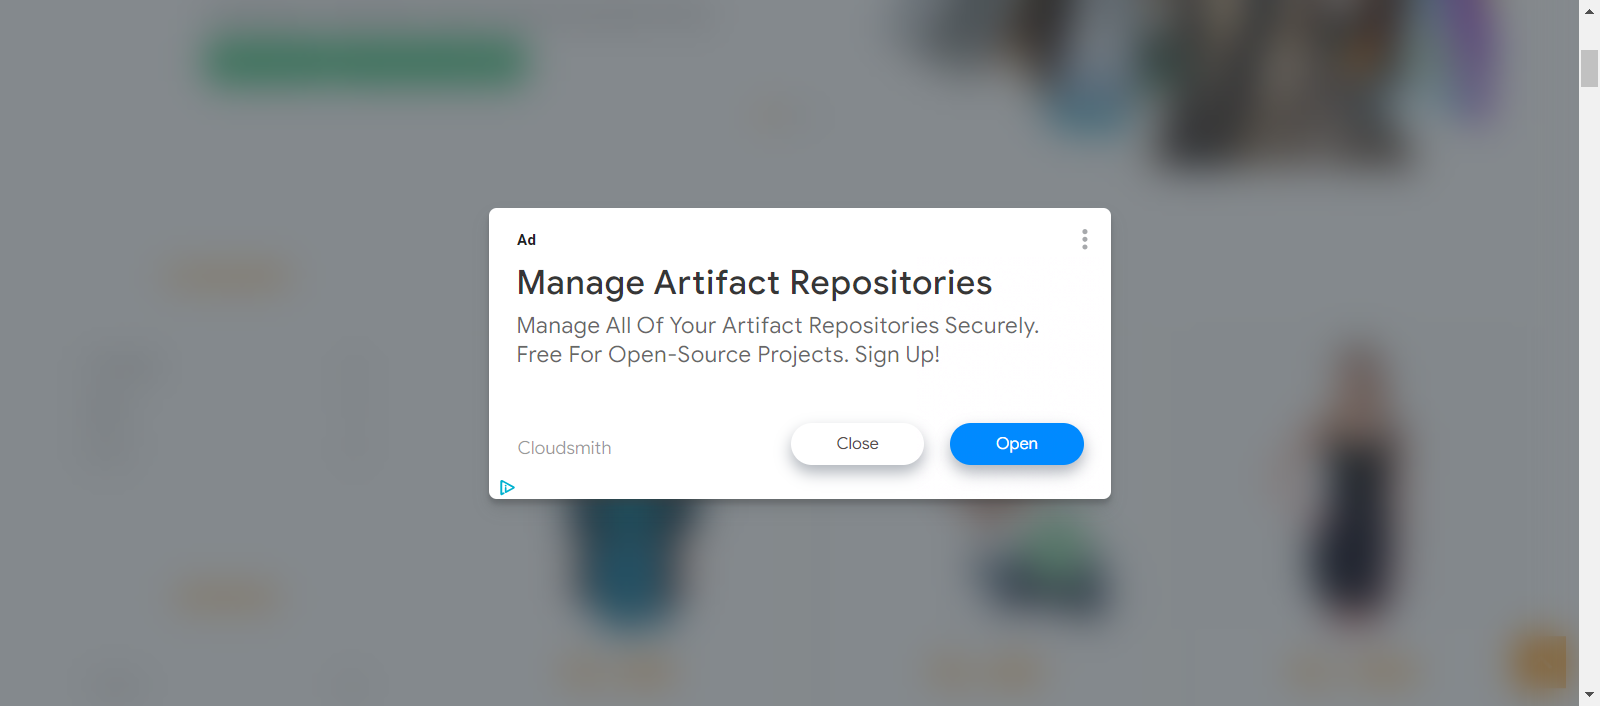 Ad
Manage Artifact Repositories
Manage All Of Your Artifact Repositories Securely.
Free For Open-Source Projects. Sign Up!
Cloudsmith
Close
Open